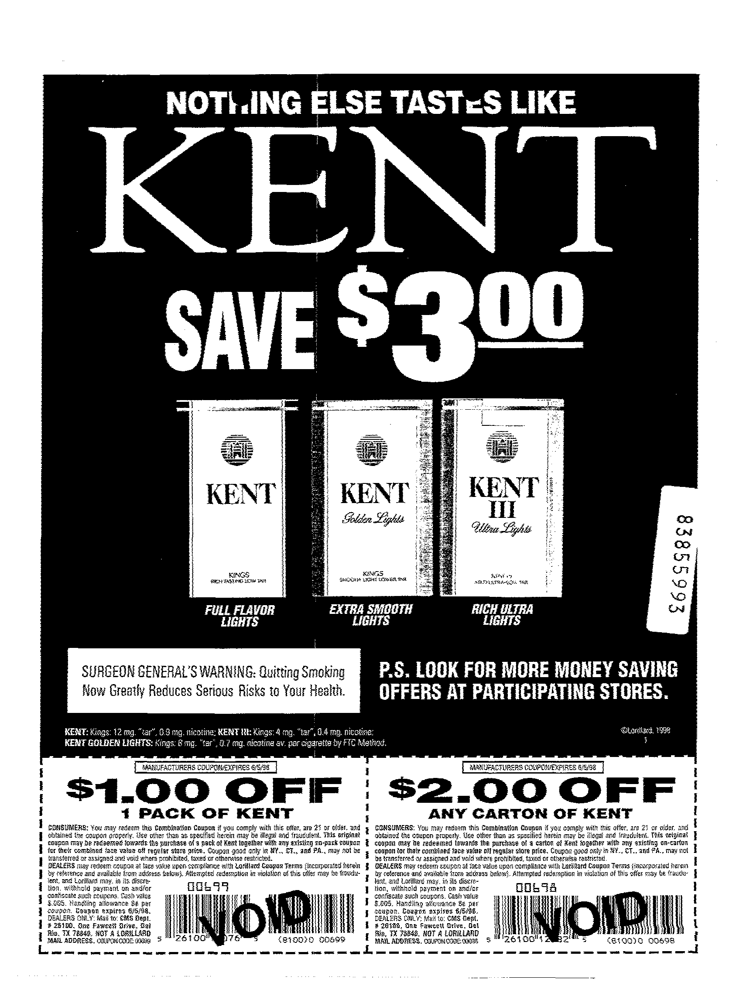 NOTHING ELSE TASTES LIKE
KENT
SAVE $3.00
KENT
KINGS
KENT
Golden Lights
KINGS
KENT
III
Ultra Lights
FULL FLAVOR
LIGHTS
EXTRA SMOOTH
LIGHTS
RICH ULTRA
LIGHTS
83855993
SURGEON GENERAL'S WARNING: Quitting Smoking
Now Greatly Reduces Serious Risks to Your Health.
P.S. LOOK FOR MORE MONEY SAVING
OFFERS AT PARTICIPATING STORES.
KENT: Kings: 12 mg. "tar", 0.9 mg. nicotine; KENT III: Kings: 4 mg. "tar", 0.4 mg. nicotine;
KENT GOLDEN LIGHTS: Kings: 8 mg. "tar", 0.7 mg. nicotine av. per cigarette by FTC Method.
©Lorillard, 1998
MANUFACTURERS COUPON/EXPIRES 6/5/98
$1.00 OFF
1 PACK OF KENT
CONSUMERS: You may redeem this Combination Coupon if you comply with this offer, are 21 or older, and
obtained the coupon properly. Use other than as specified herein may be illegal and fraudulent. This original
coupon may be redeemed towards the purchase of a pack of Kent together with any existing on-pack coupon
for their combined face value off regular store price. Coupon good only in NY., CT., and PA., may not be
transferred or assigned and void where prohibited, taxed or otherwise restricted.
DEALERS may redeem coupon at face value upon compliance with Lorillard Coupon Terms (incorporated herein
by reference and available from address below). Attempted redemption in violation of this offer may be fraudu-
lent, and Lorillard may, in its discre-
tion, withhold payment on and/or
confiscate such coupons. Cash value
$.005. Handling allowance 8¢ per
coupon. Coupon expires 6/5/98.
DEALERS ONLY: Mail to: CMS Dept.
# 26100, One Fawcett Drive, Del
Rio, TX 78840. NOT A LORILLARD
MAIL ADDRESS. COUPON CODE: 00699
00699
VOID
5 26100 76 5
(8100)0 00699
MANUFACTURERS COUPON/EXPIRES 6/5/98
$2.00 OFF
ANY CARTON OF KENT
CONSUMERS: You may redeem this Combination Coupon if you comply with this offer, are 21 or older, and
obtained the coupon properly. Use other than as specified herein may be illegal and fraudulent. This original
coupon may be redeemed towards the purchase of a carton of Kent together with any existing on-carton
coupon for their combined face value off regular store price. Coupon good only in NY., CT., and PA., may not
be transferred or assigned and void where prohibited, taxed or otherwise restricted.
DEALERS may redeem coupon at face value upon compliance with Lorillard Coupon Terms (incorporated herein
by reference and available from address below). Attempted redemption in violation of this offer may be fraudu-
lent, and Lorillard may, in its discre-
tion, withhold payment on and/or
confiscate such coupons. Cash value
$.005. Handling allowance 8¢ per
coupon. Coupon expires 6/5/98.
DEALERS ONLY: Mail to: CMS Dept.
# 26100, One Fawcett Drive, Del
Rio, TX 78840. NOT A LORILLARD
MAIL ADDRESS. COUPON CODE: 00698
00698
VOID
5 26100 12 82 5
(8100)0 00698